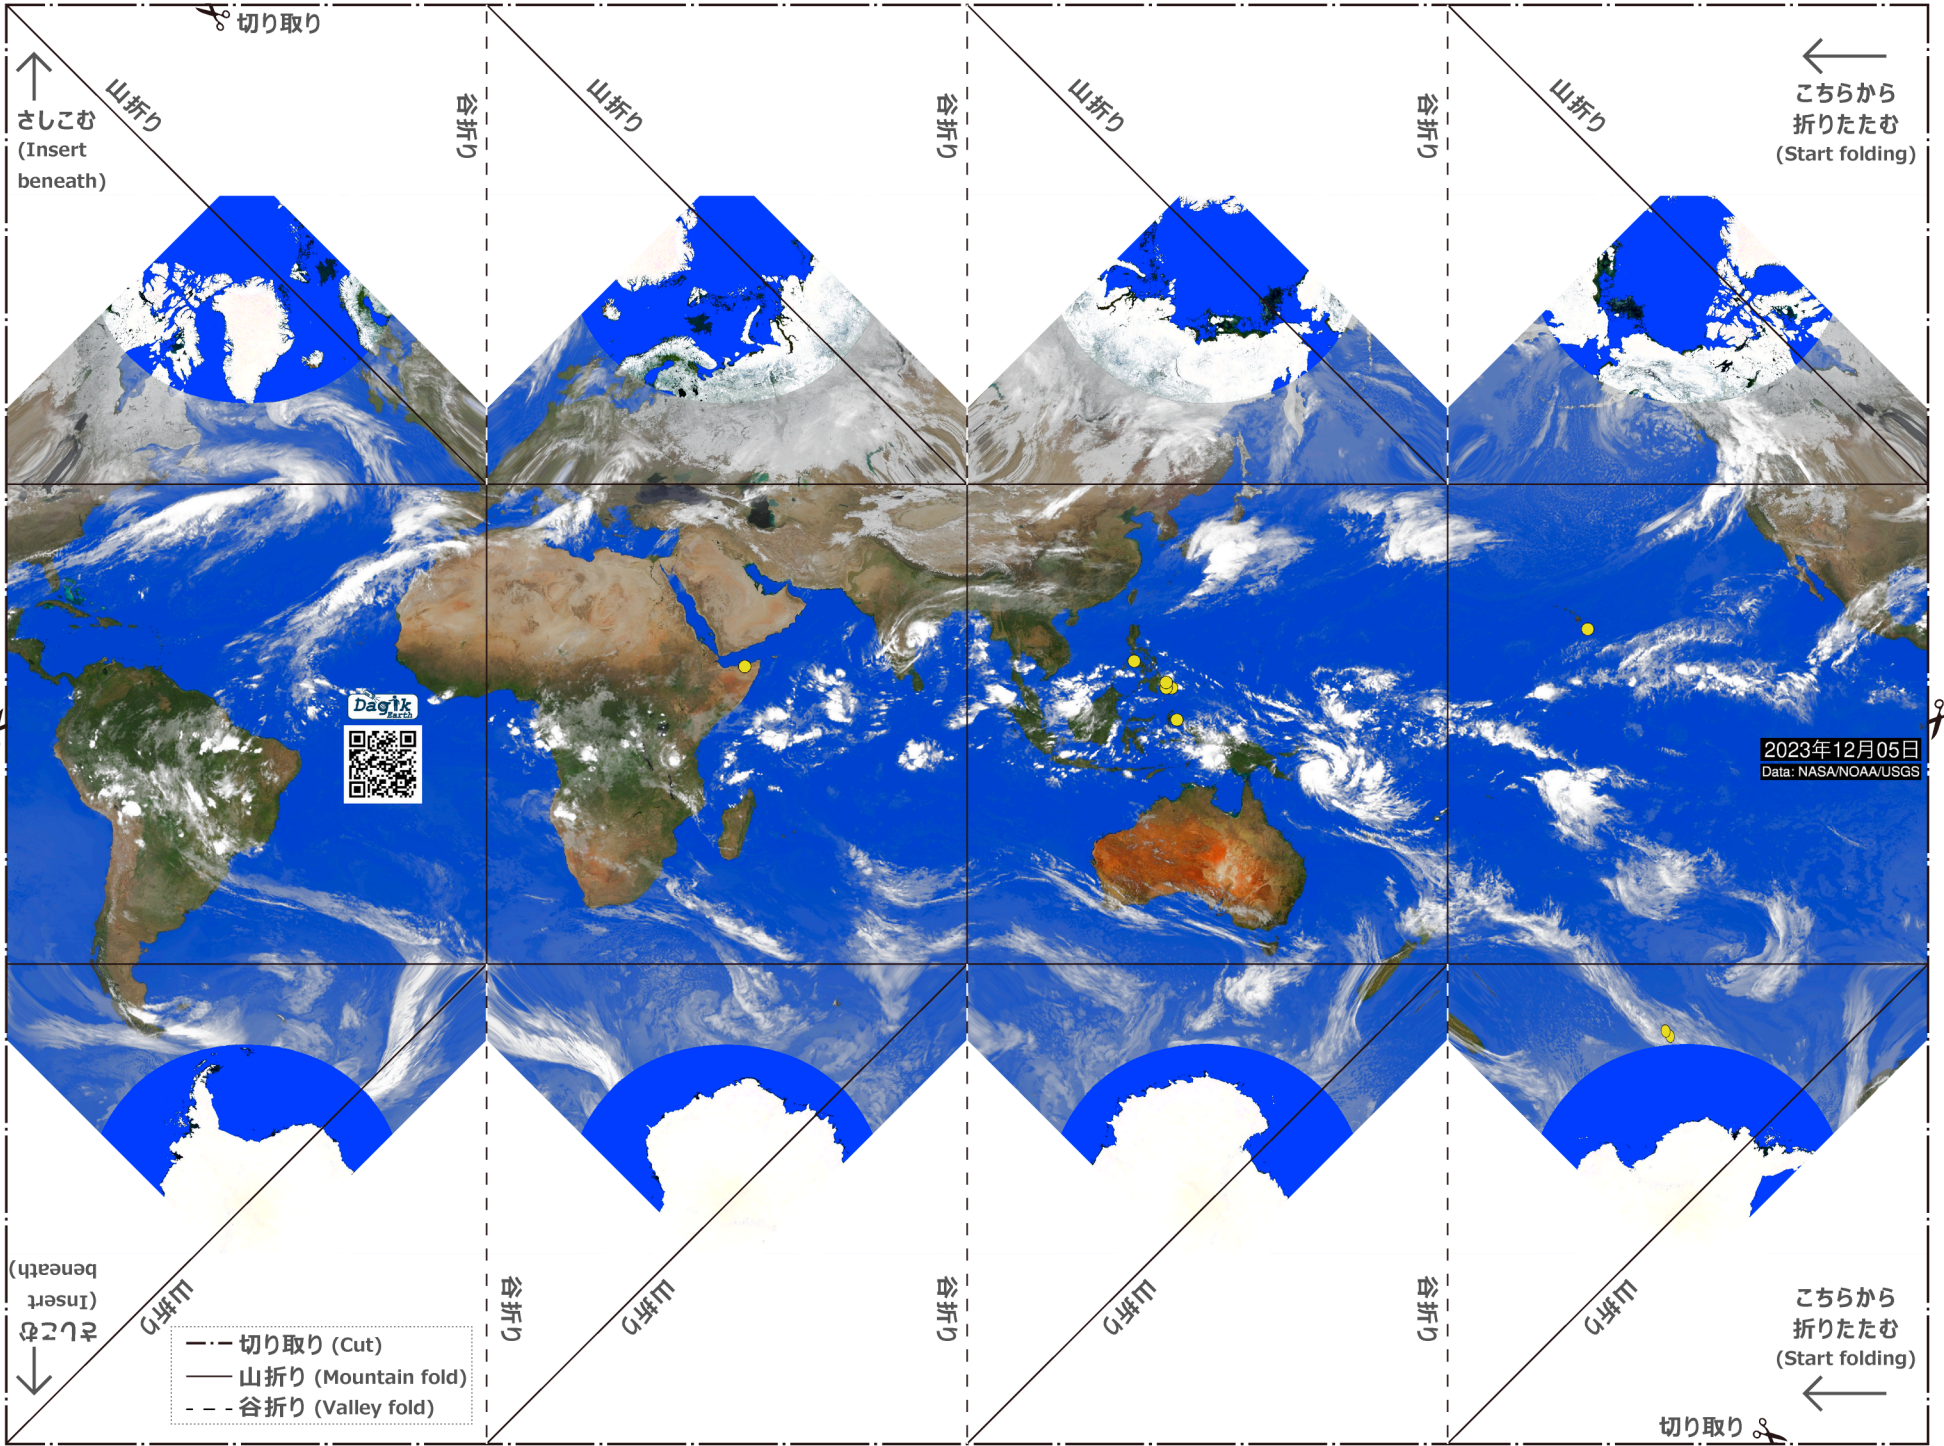 切り取り
山折り
谷折り
山折り
谷折り
山折り
谷折り
山折り
こちらから
折りたたむ
(Start folding)
さしこむ
(Insert
beneath)
Dagik
Earth
2023年12月05日
Data: NASA/NOAA/USGS
さしこむ
(Insert
beneath)
山折り
谷折り
山折り
谷折り
山折り
谷折り
山折り
こちらから
折りたたむ
(Start folding)
切り取り (Cut)
山折り (Mountain fold)
谷折り (Valley fold)
切り取り